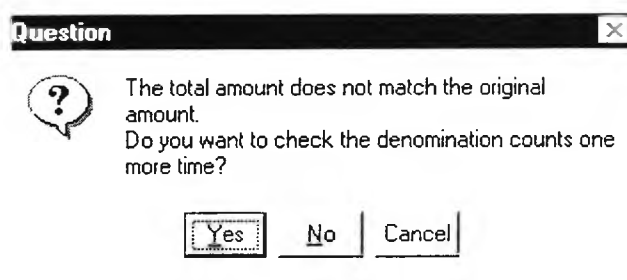 Question
The total amount does not match the original
amount.
Do you want to check the denomination counts one
more time?
Yes No Cancel